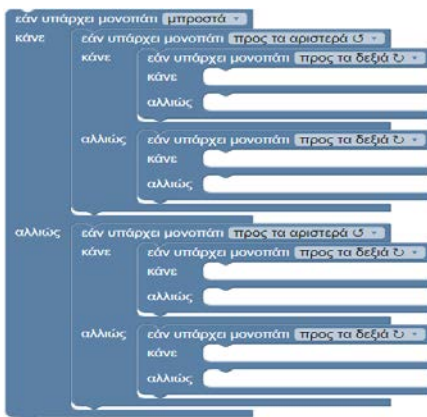 εάν υπάρχει μονοπάτι μπροστά
κάνε εάν υπάρχει μονοπάτι προς τα αριστερά ↺
κάνε εάν υπάρχει μονοπάτι προς τα δεξιά ↻
κάνε
αλλιώς
αλλιώς εάν υπάρχει μονοπάτι προς τα δεξιά ↻
κάνε
αλλιώς
αλλιώς εάν υπάρχει μονοπάτι προς τα αριστερά ↺
κάνε εάν υπάρχει μονοπάτι προς τα δεξιά ↻
κάνε
αλλιώς
αλλιώς εάν υπάρχει μονοπάτι προς τα δεξιά ↻
κάνε
αλλιώς